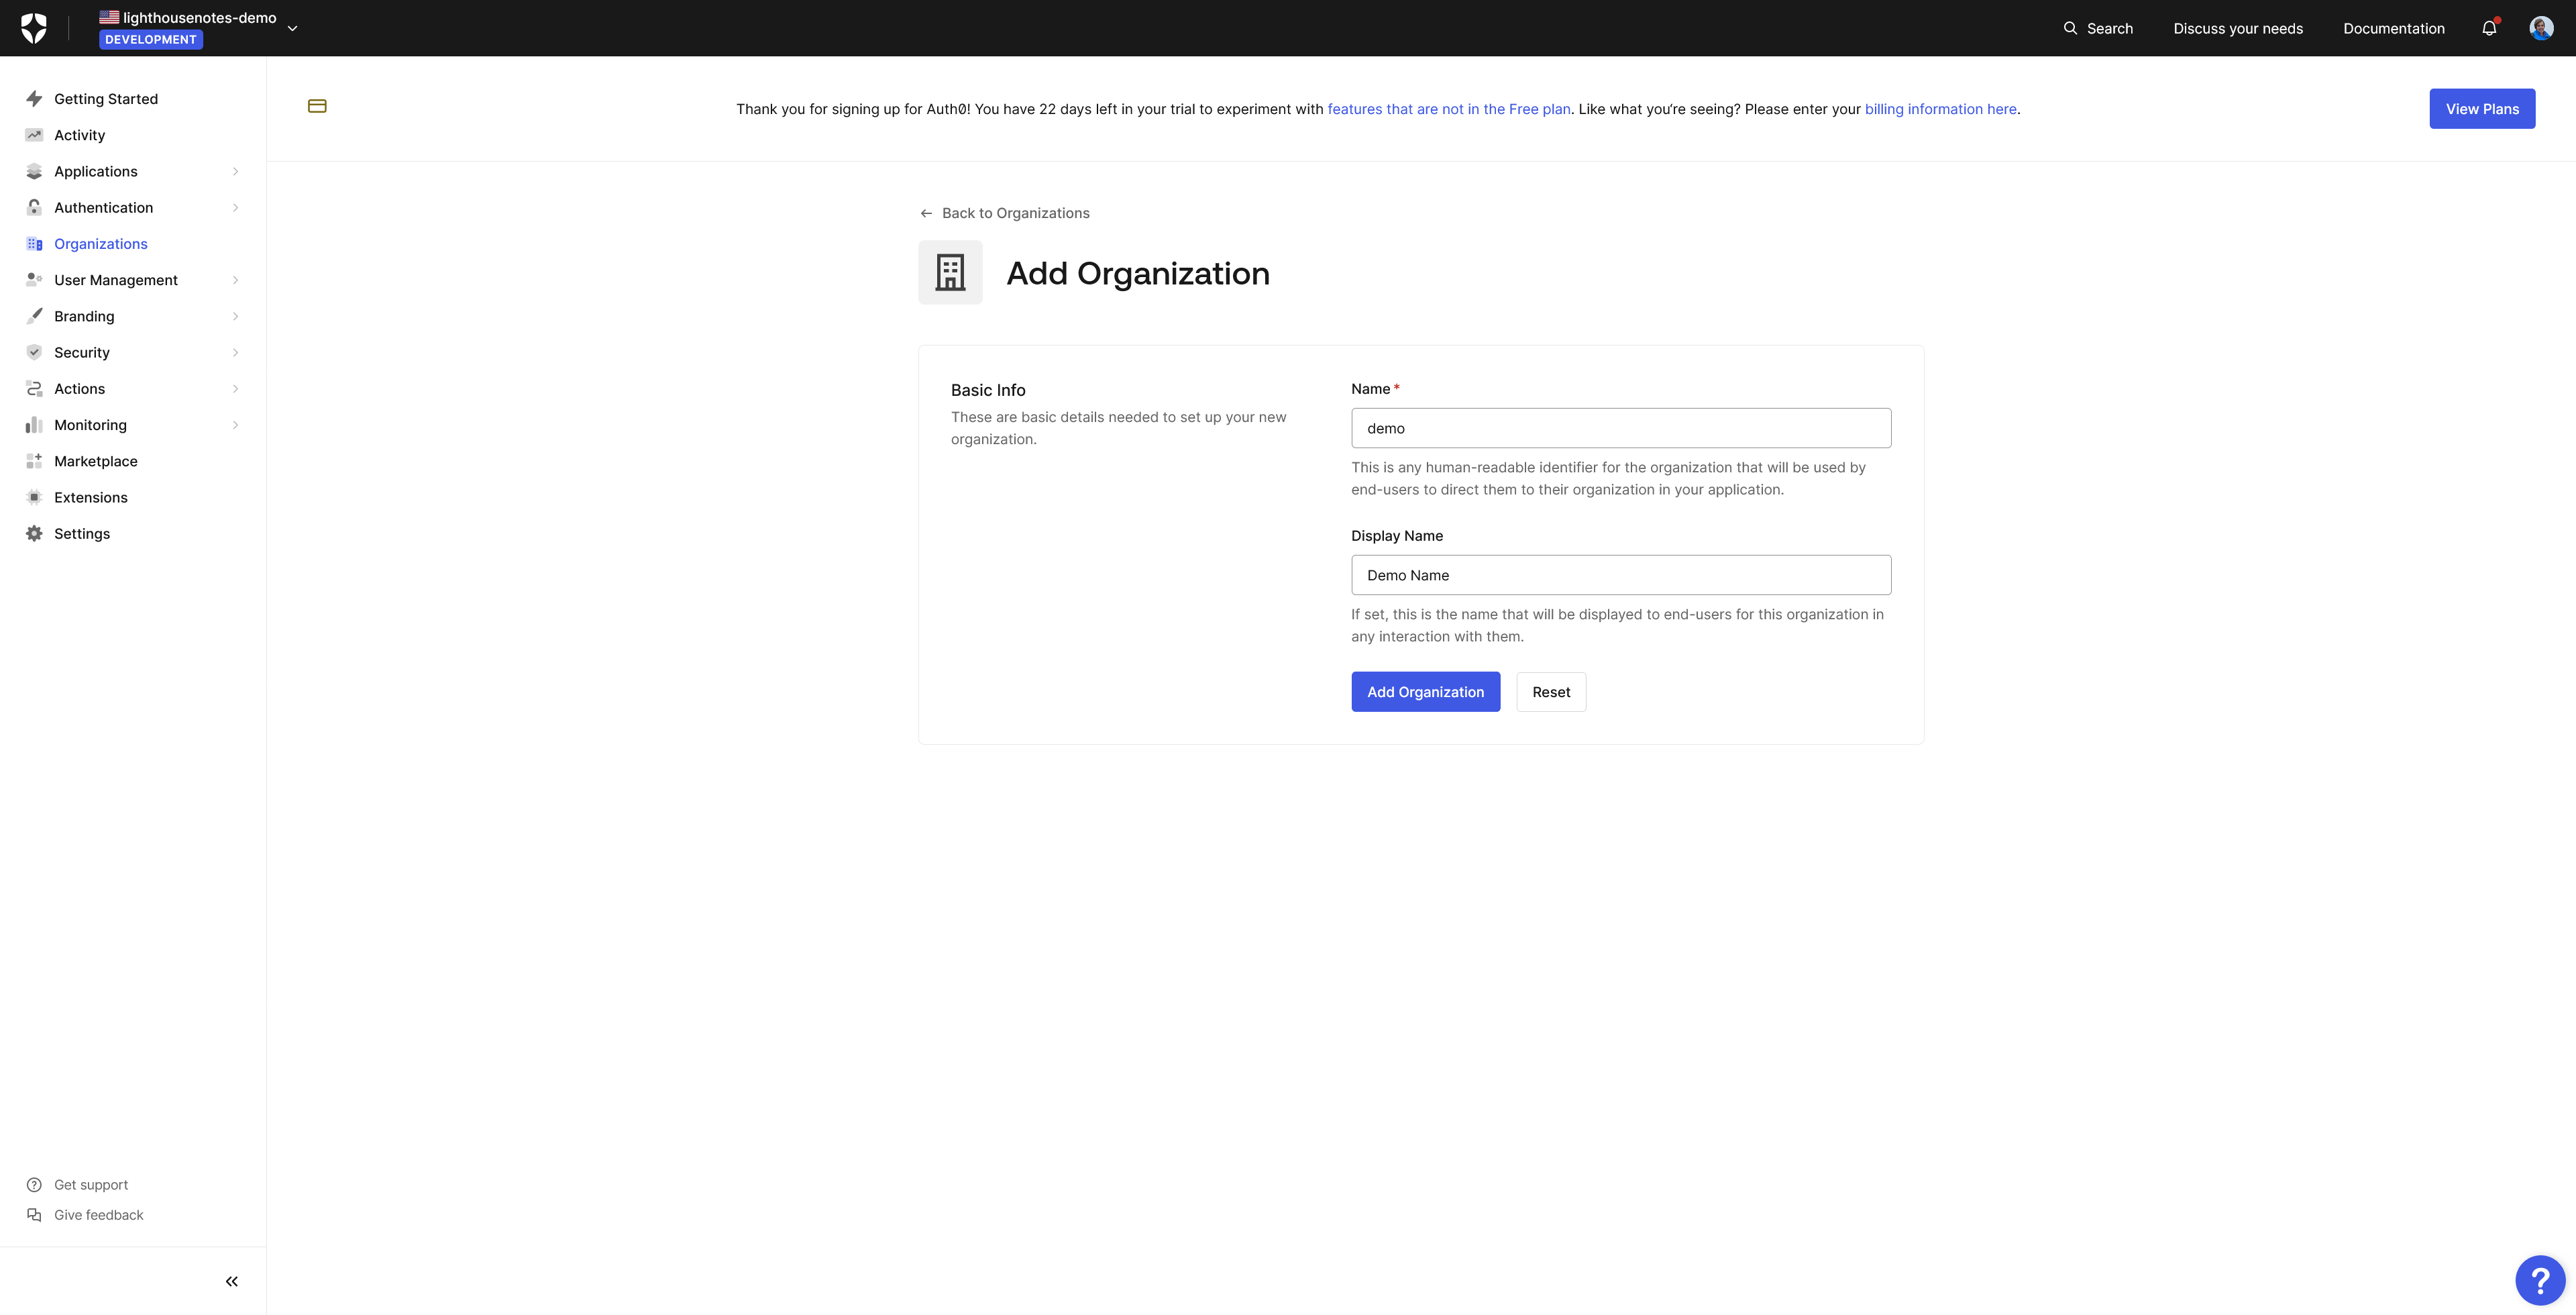 lighthousenotes-demo
DEVELOPMENT
Search
Discuss your needs
Documentation
Getting Started
Activity
Applications
Authentication
Organizations
User Management
Branding
Security
Actions
Monitoring
Marketplace
Extensions
Settings
Get support
Give feedback
Thank you for signing up for Auth0! You have 22 days left in your trial to experiment with features that are not in the Free plan. Like what you're seeing? Please enter your billing information here.
View Plans
Back to Organizations
Add Organization
Basic Info
These are basic details needed to set up your new
organization.
Name *
demo
This is any human-readable identifier for the organization that will be used by
end-users to direct them to their organization in your application.
Display Name
Demo Name
If set, this is the name that will be displayed to end-users for this organization in
any interaction with them.
Add Organization
Reset
?